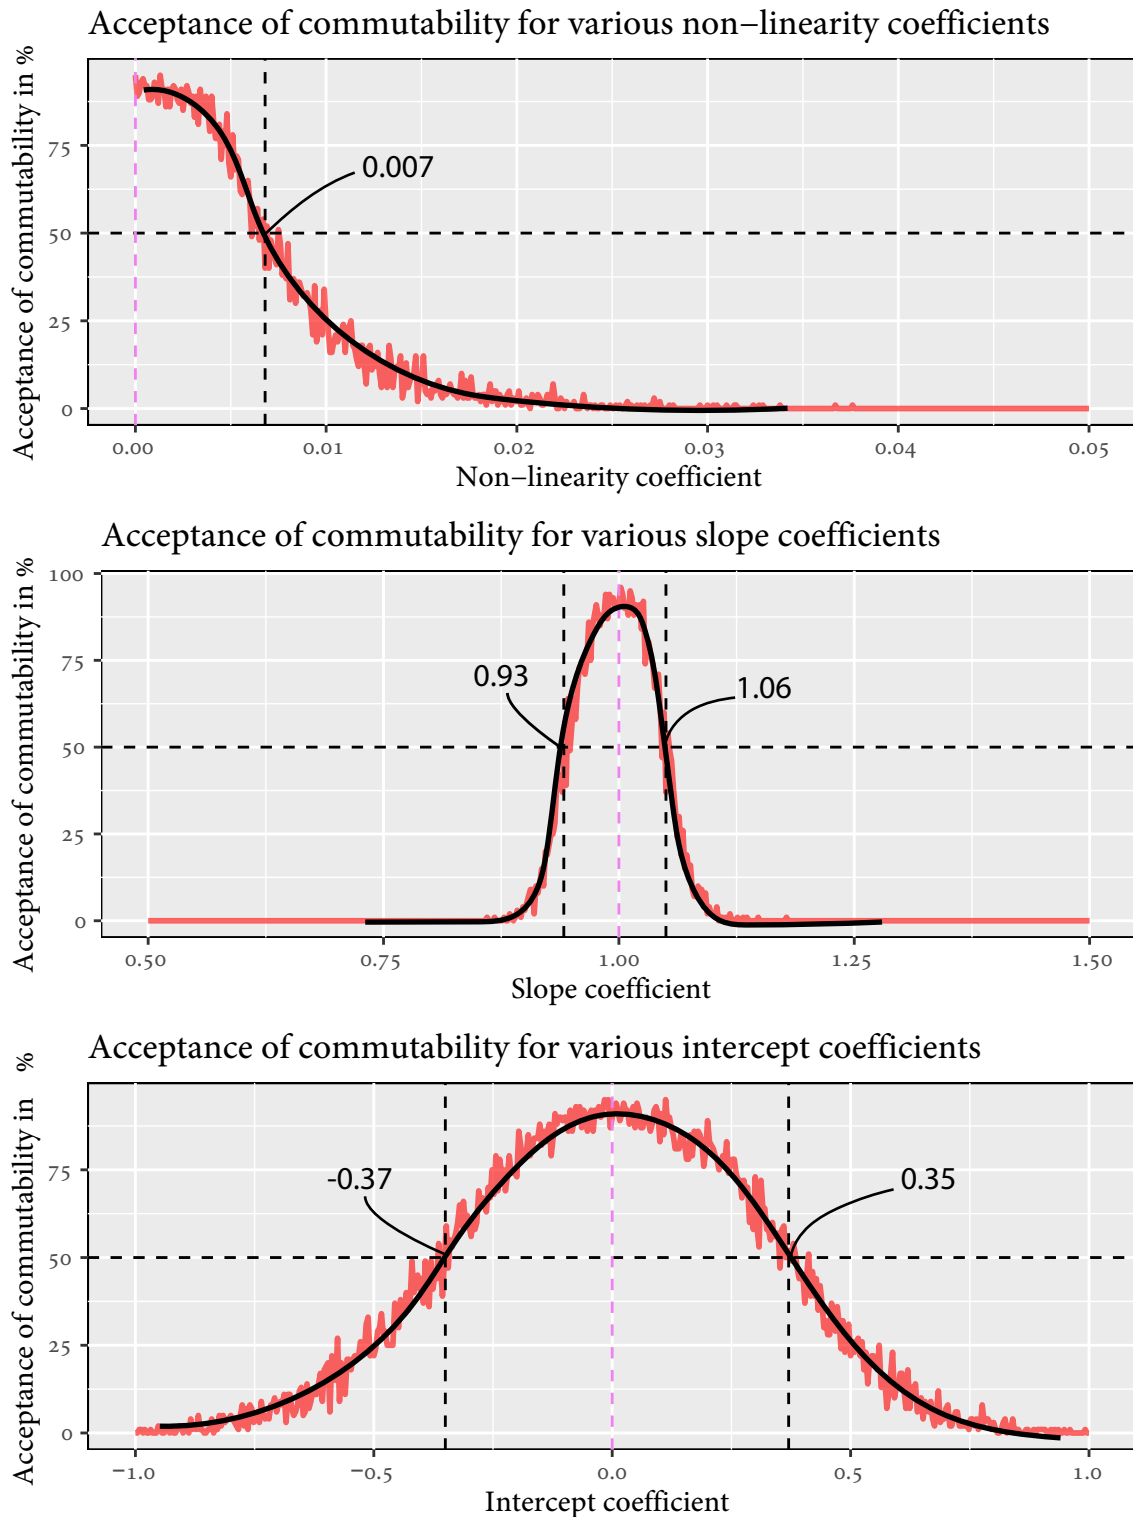 Acceptance of commutability for various non−linearity coefficients
Acceptance of commutability in %
75
50
25
0
0.007
0.00 0.01 0.02 0.03 0.04 0.05
Non−linearity coefficient
Acceptance of commutability for various slope coefficients
Acceptance of commutability in %
100
75
50
25
0
0.93
1.06
0.50 0.75 1.00 1.25 1.50
Slope coefficient
Acceptance of commutability for various intercept coefficients
Acceptance of commutability in %
75
50
25
0
-0.37
0.35
−1.0 −0.5 0.0 0.5 1.0
Intercept coefficient